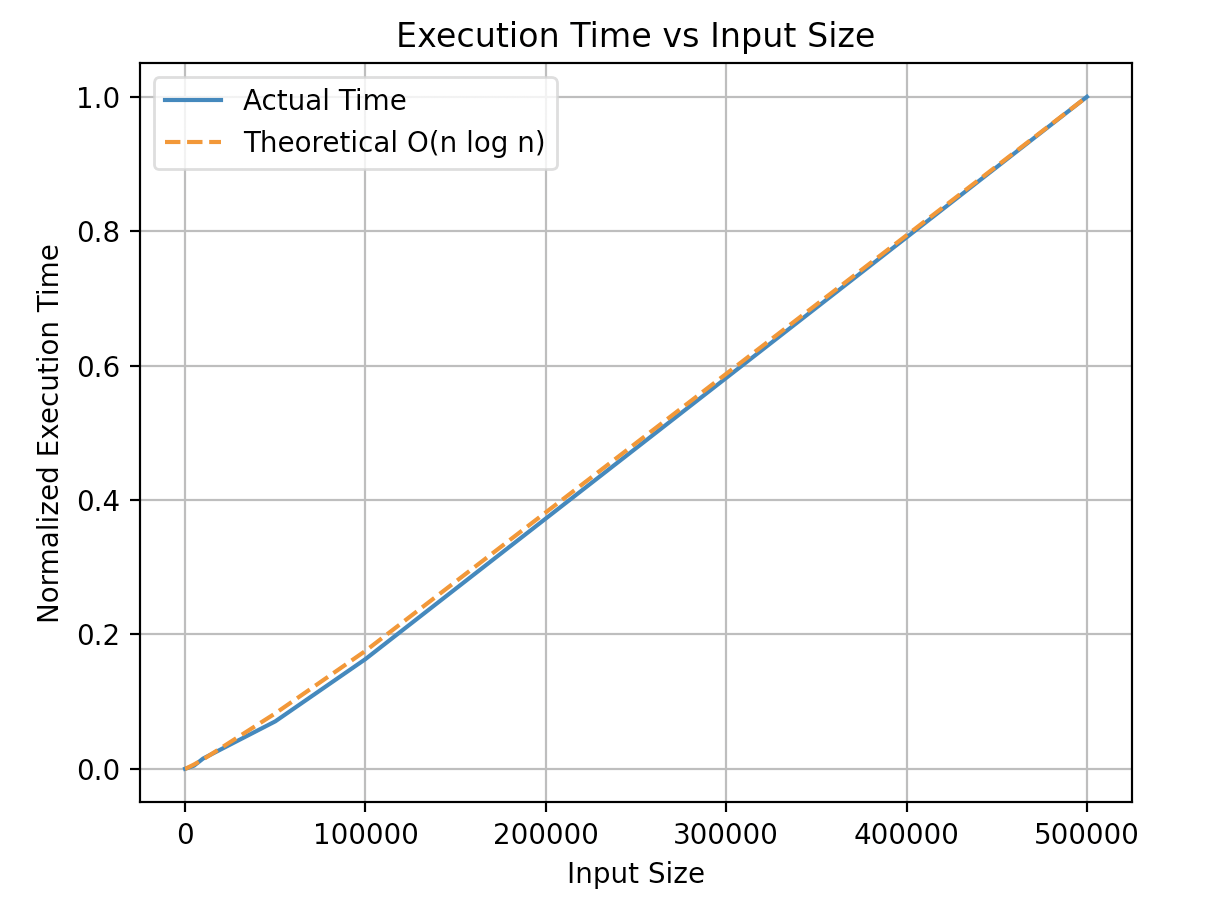 Execution Time vs Input Size
Actual Time
Theoretical O(n log n)
Normalized Execution Time
1.0
0.8
0.6
0.4
0.2
0.0
0 100000 200000 300000 400000 500000
Input Size